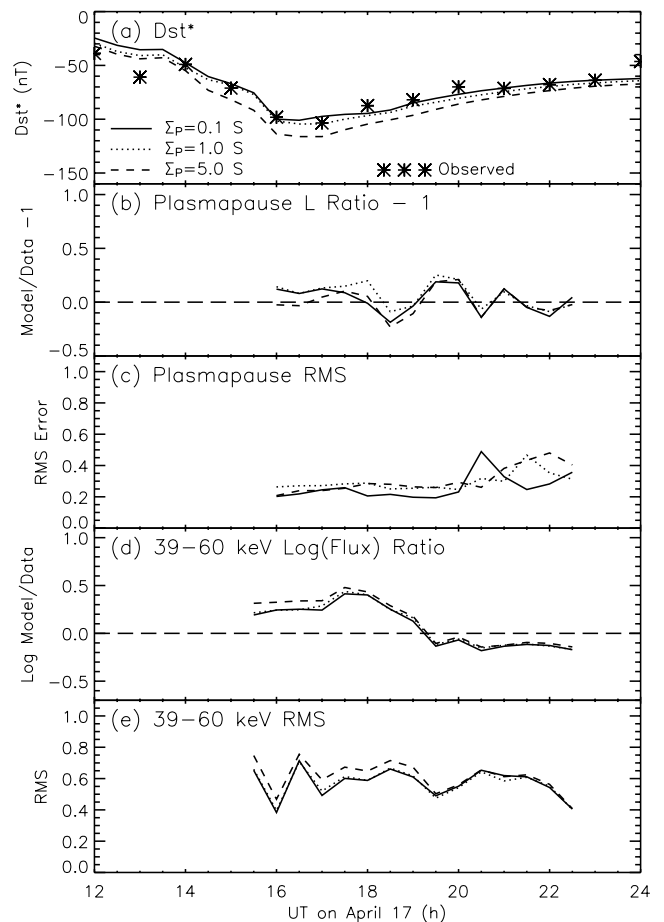 0
(a) Dst*
-50
Dst* (nT)
-100
ΣP=0.1 S
ΣP=1.0 S
ΣP=5.0 S
Observed
-150
1.0
(b) Plasmapause L Ratio - 1
Model/Data -1
0.5
0.0
-0.5
1.0
(c) Plasmapause RMS
0.8
RMS Error
0.6
0.4
0.2
0.0
1.0
(d) 39-60 keV Log(Flux) Ratio
Log Model/Data
0.5
0.0
-0.5
1.0
(e) 39-60 keV RMS
0.8
RMS
0.6
0.4
0.2
0.0
12 14 16 18 20 22 24
UT on April 17 (h)